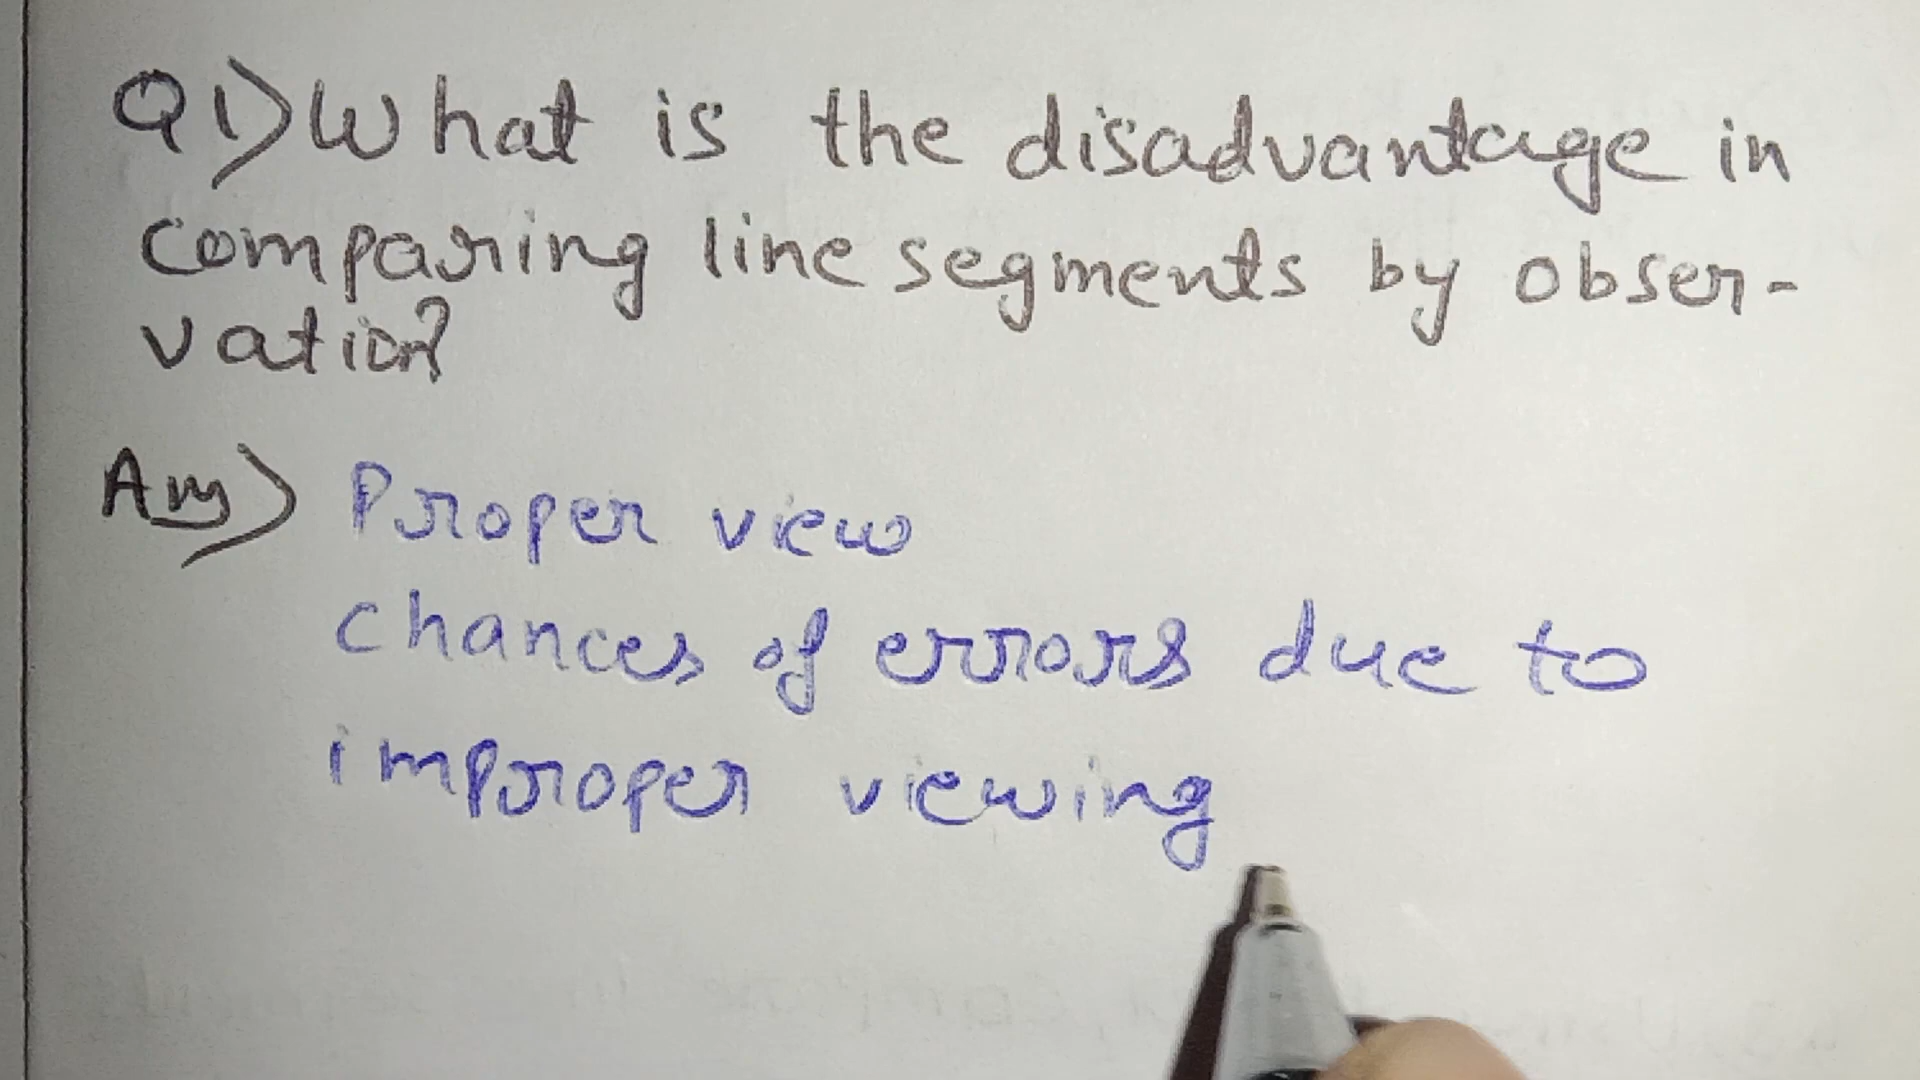 Q1) What is the disadvantage in
comparing line segments by obser-
vation?
Ans) Proper view
chances of errors due to
improper viewing